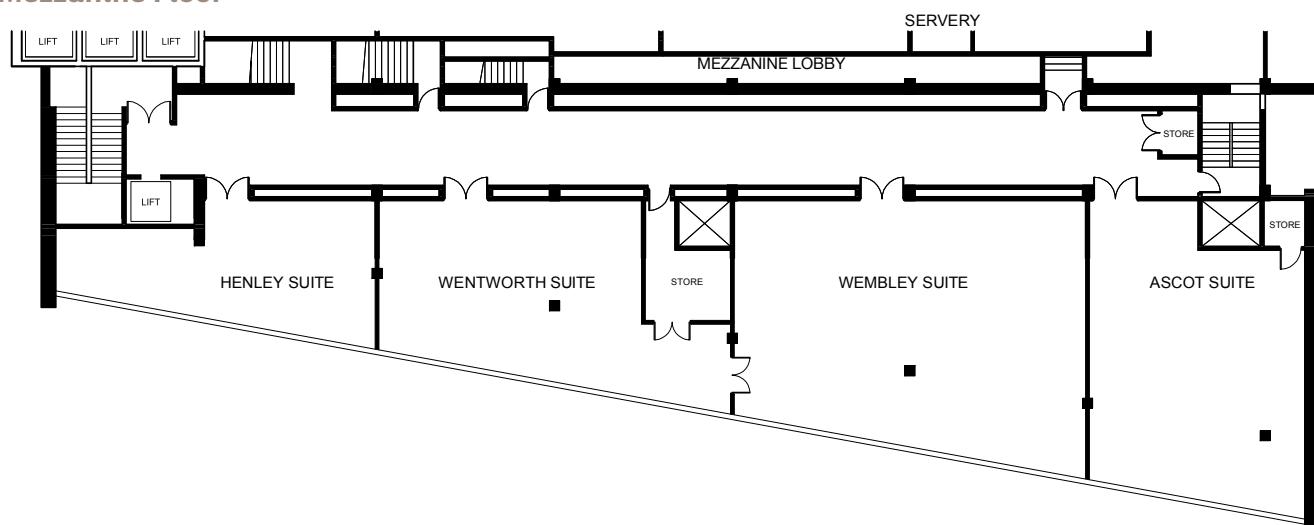 Mezzanine Floor
SERVERY
LIFT
LIFT
LIFT
MEZZANINE LOBBY
STORE
LIFT
STORE
HENLEY SUITE
WENTWORTH SUITE
STORE
WEMBLEY SUITE
ASCOT SUITE